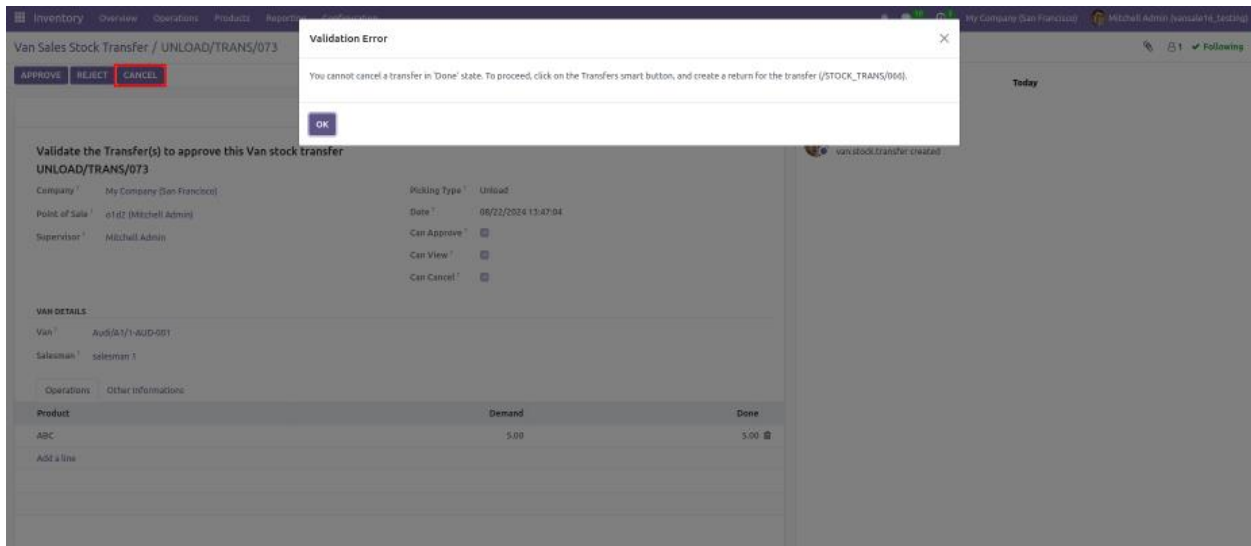 Inventory Overview Operations Products Reporting Configuration
My Company (San Francisco) Mitchell Admin (vansale16_testing)
Van Sales Stock Transfer / UNLOAD/TRANS/073
1 Following
APPROVE REJECT CANCEL
Validation Error
You cannot cancel a transfer in 'Done' state. To proceed, click on the Transfers smart button, and create a return for the transfer (/STOCK_TRANS/066).
OK
Today
van.stock.transfer created
Validate the Transfer(s) to approve this Van stock transfer
UNLOAD/TRANS/073
Company ? My Company (San Francisco)
Picking Type ? Unload
Point of Sale ? o1d2 (Mitchell Admin)
Date ? 08/22/2024 13:47:04
Supervisor ? Mitchell Admin
Can Approve ?
Can View ?
Can Cancel ?
VAN DETAILS
Van ? Audi/A1/1-AUD-001
Salesman ? salesman 1
Operations Other Informations
Product Demand Done
ABC 5.00 5.00
Add a line